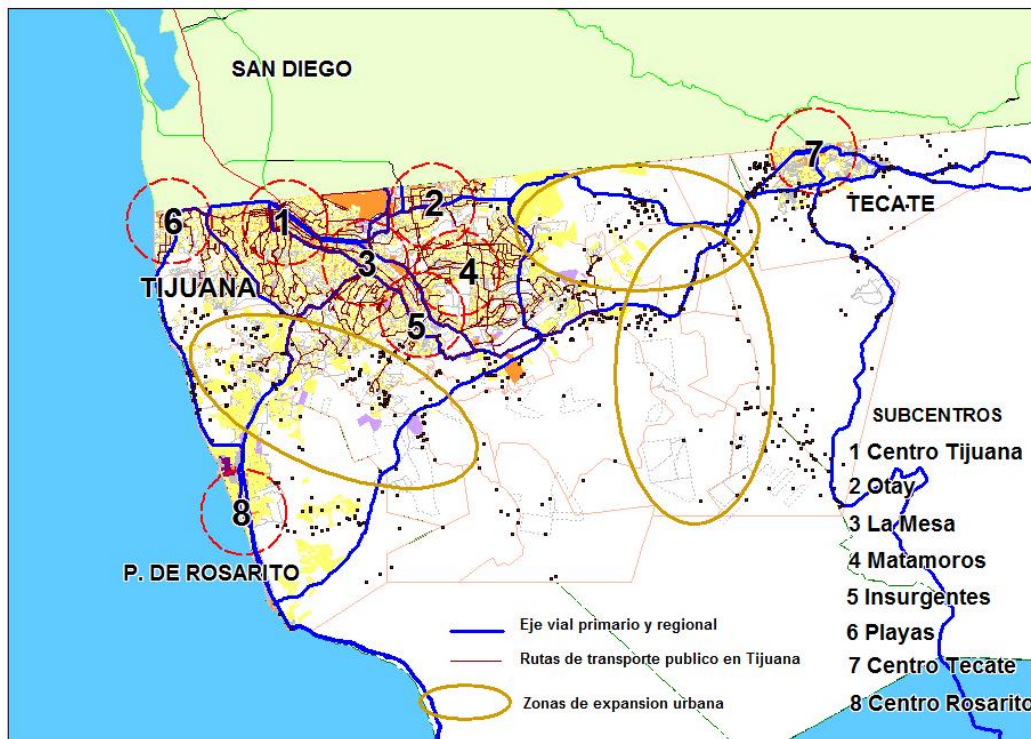 SAN DIEGO
7
TECATE
6
1
2
3
4
TIJUANA
5
8
P. DE ROSARITO
SUBCENTROS
1 Centro Tijuana
2 Otay
3 La Mesa
4 Matamoros
5 Insurgentes
6 Playas
7 Centro Tecate
8 Centro Rosarito
Eje vial primario y regional
Rutas de transporte publico en Tijuana
Zonas de expansion urbana